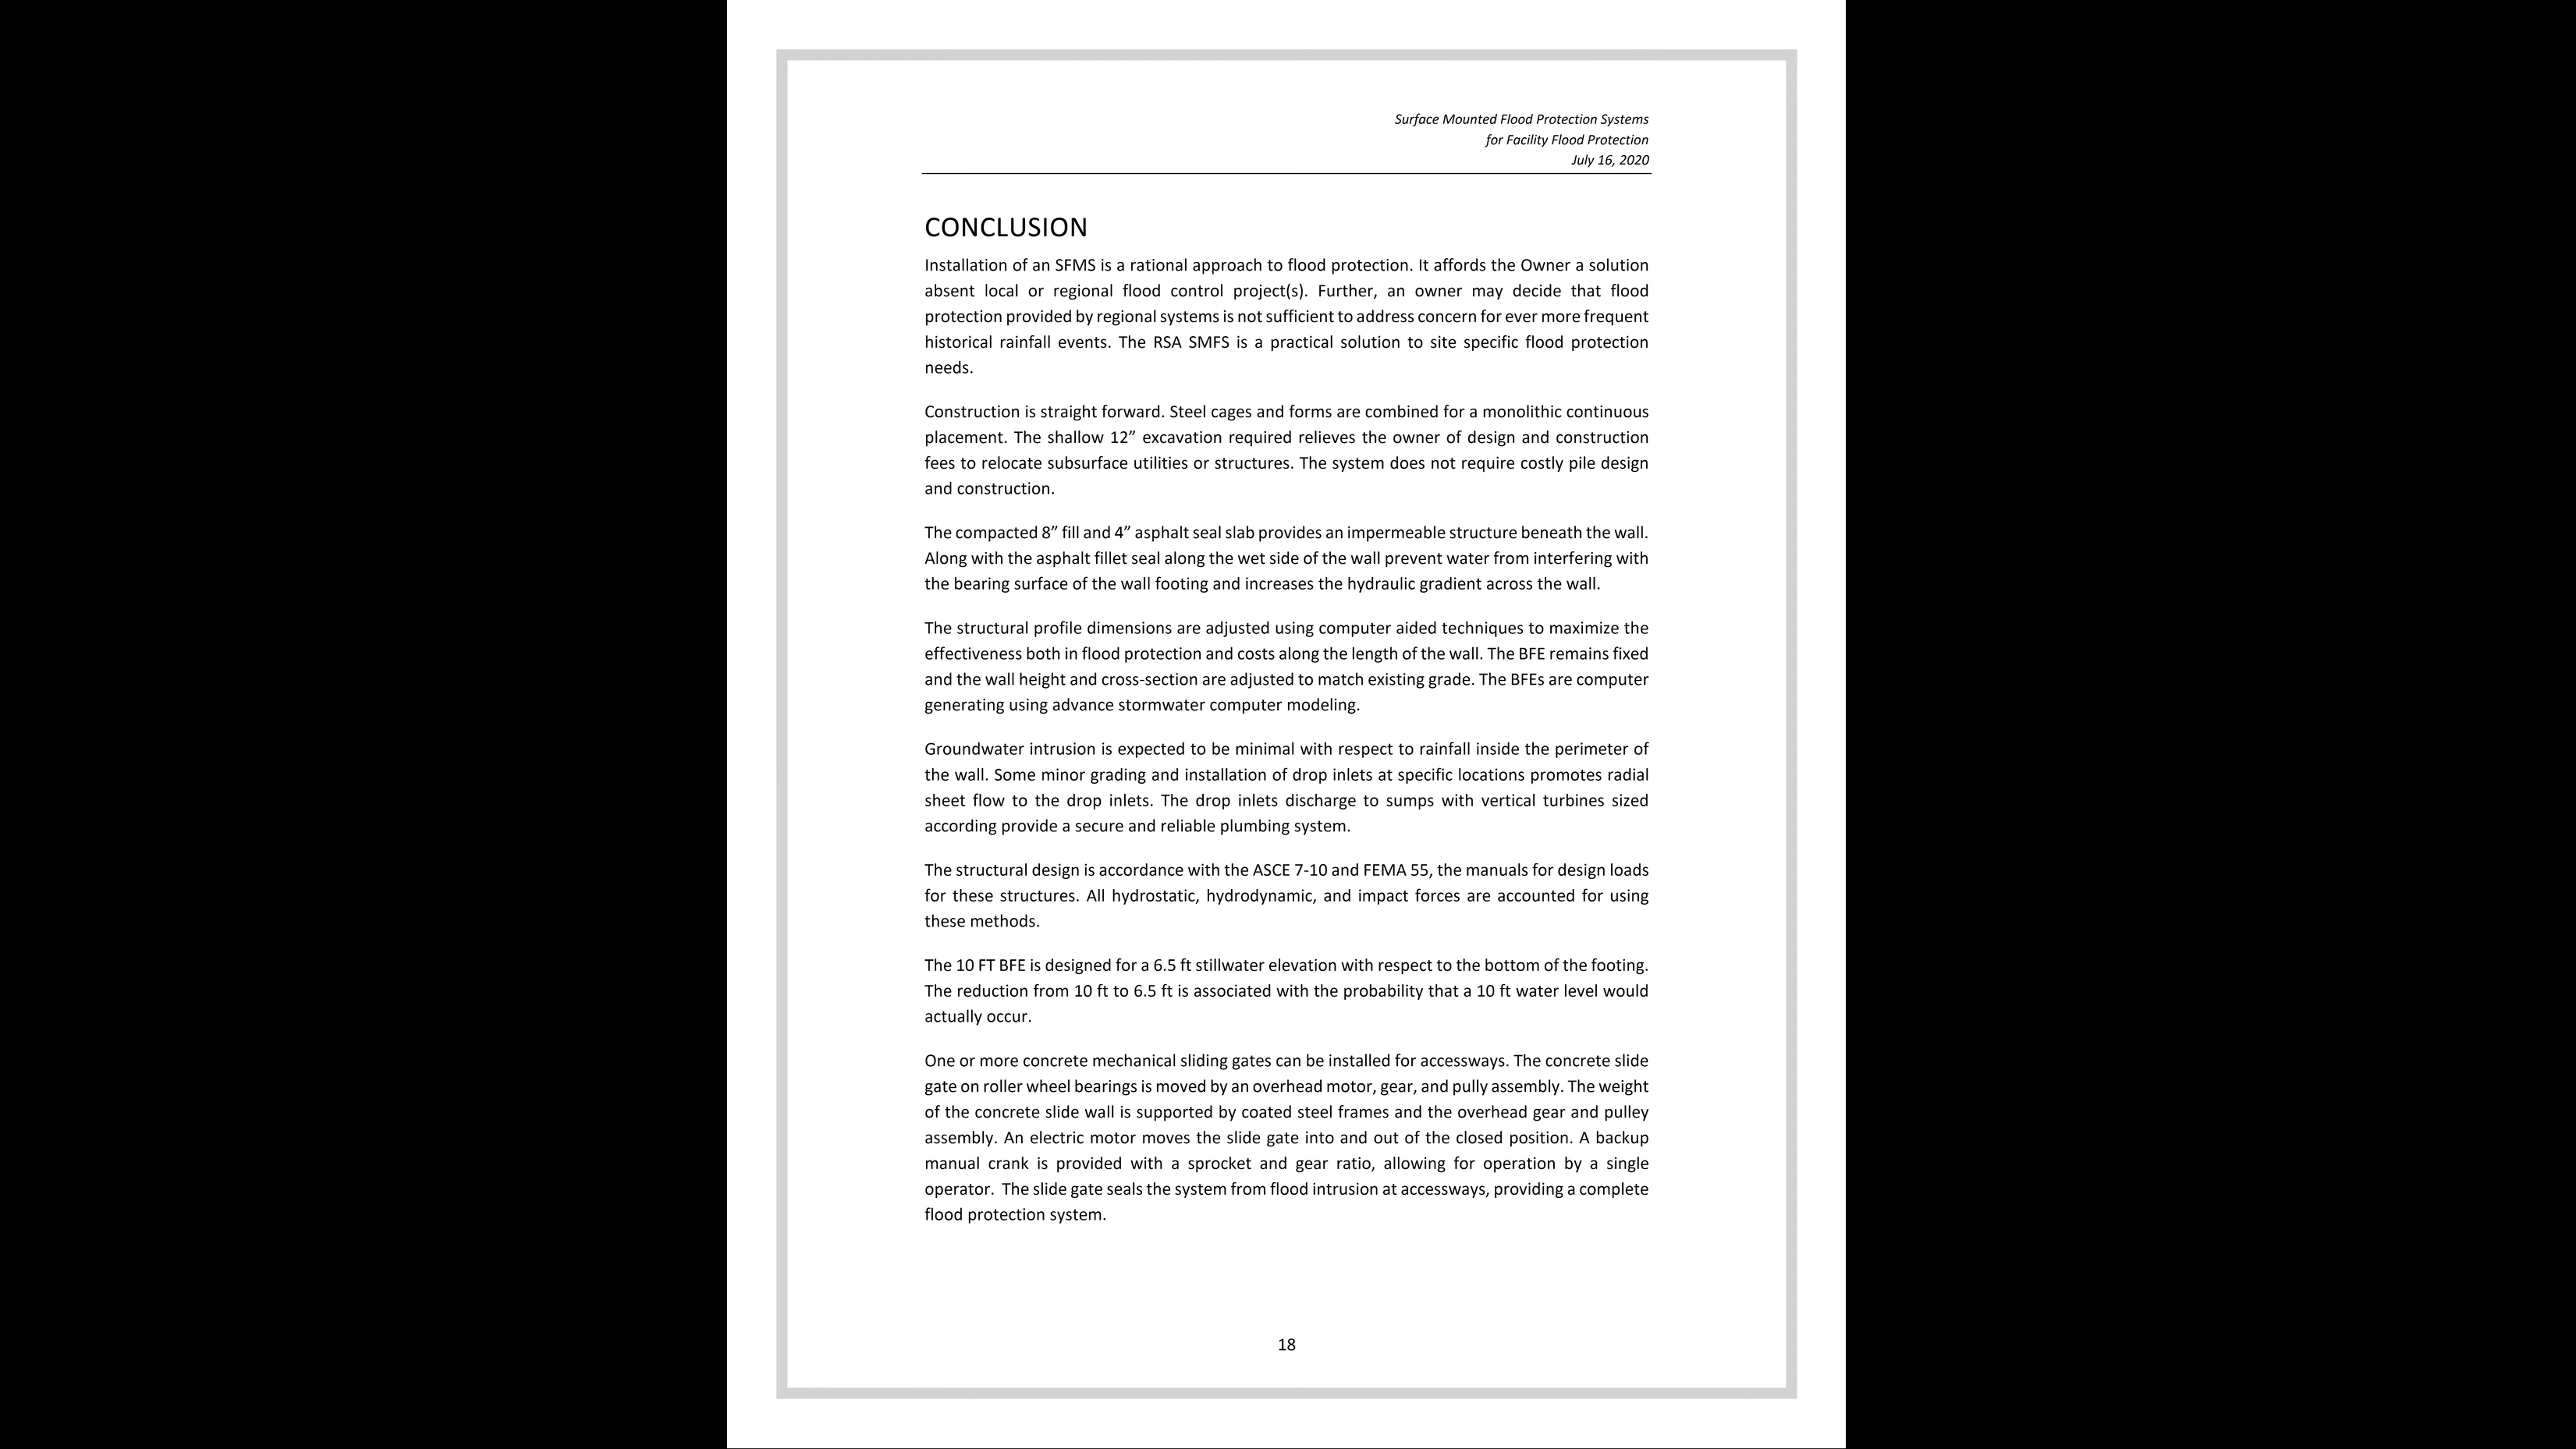 Surface Mounted Flood Protection Systems
for Facility Flood Protection
July 16, 2020
CONCLUSION
Installation of an SFMS is a rational approach to flood protection. It affords the Owner a solution
absent local or regional flood control project(s). Further, an owner may decide that flood
protection provided by regional systems is not sufficient to address concern for ever more frequent
historical rainfall events. The RSA SMFS is a practical solution to site specific flood protection
needs.
Construction is straight forward. Steel cages and forms are combined for a monolithic continuous
placement. The shallow 12” excavation required relieves the owner of design and construction
fees to relocate subsurface utilities or structures. The system does not require costly pile design
and construction.
The compacted 8” fill and 4” asphalt seal slab provides an impermeable structure beneath the wall.
Along with the asphalt fillet seal along the wet side of the wall prevent water from interfering with
the bearing surface of the wall footing and increases the hydraulic gradient across the wall.
The structural profile dimensions are adjusted using computer aided techniques to maximize the
effectiveness both in flood protection and costs along the length of the wall. The BFE remains fixed
and the wall height and cross-section are adjusted to match existing grade. The BFEs are computer
generating using advance stormwater computer modeling.
Groundwater intrusion is expected to be minimal with respect to rainfall inside the perimeter of
the wall. Some minor grading and installation of drop inlets at specific locations promotes radial
sheet flow to the drop inlets. The drop inlets discharge to sumps with vertical turbines sized
according provide a secure and reliable plumbing system.
The structural design is accordance with the ASCE 7-10 and FEMA 55, the manuals for design loads
for these structures. All hydrostatic, hydrodynamic, and impact forces are accounted for using
these methods.
The 10 FT BFE is designed for a 6.5 ft stillwater elevation with respect to the bottom of the footing.
The reduction from 10 ft to 6.5 ft is associated with the probability that a 10 ft water level would
actually occur.
One or more concrete mechanical sliding gates can be installed for accessways. The concrete slide
gate on roller wheel bearings is moved by an overhead motor, gear, and pully assembly. The weight
of the concrete slide wall is supported by coated steel frames and the overhead gear and pulley
assembly. An electric motor moves the slide gate into and out of the closed position. A backup
manual crank is provided with a sprocket and gear ratio, allowing for operation by a single
operator.  The slide gate seals the system from flood intrusion at accessways, providing a complete
flood protection system.
18